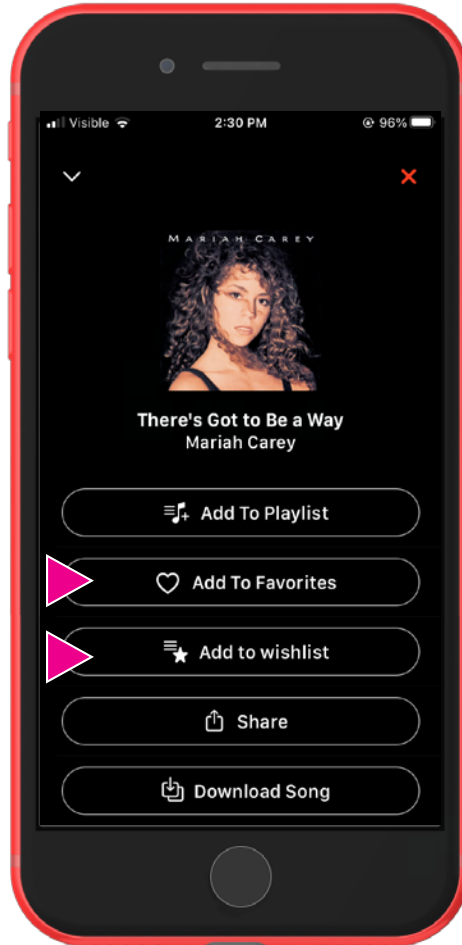 Visible 2:30 PM 96%
MARIAH CAREY
There's Got to Be a Way
Mariah Carey
Add To Playlist
Add To Favorites
Add to wishlist
Share
Download Song